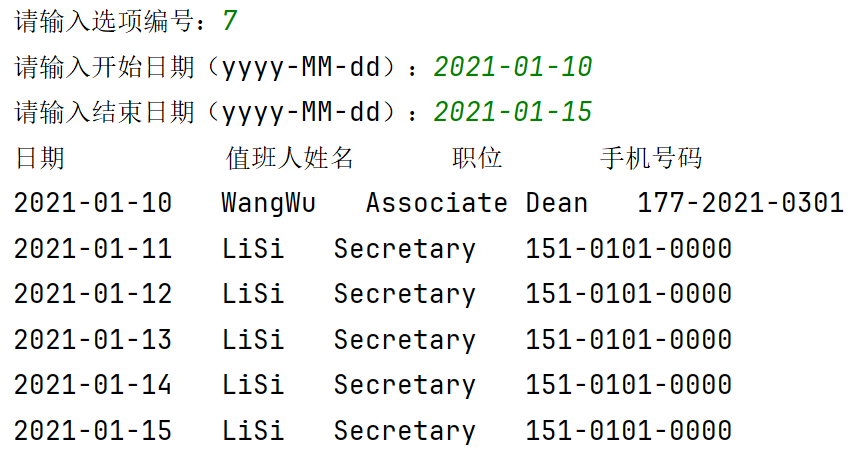 请输入选项编号：7
请输入开始日期（yyyy-MM-dd）：2021-01-10
请输入结束日期（yyyy-MM-dd）：2021-01-15
日期 值班人姓名 职位 手机号码
2021-01-10 WangWu Associate Dean 177-2021-0301
2021-01-11 LiSi Secretary 151-0101-0000
2021-01-12 LiSi Secretary 151-0101-0000
2021-01-13 LiSi Secretary 151-0101-0000
2021-01-14 LiSi Secretary 151-0101-0000
2021-01-15 LiSi Secretary 151-0101-0000